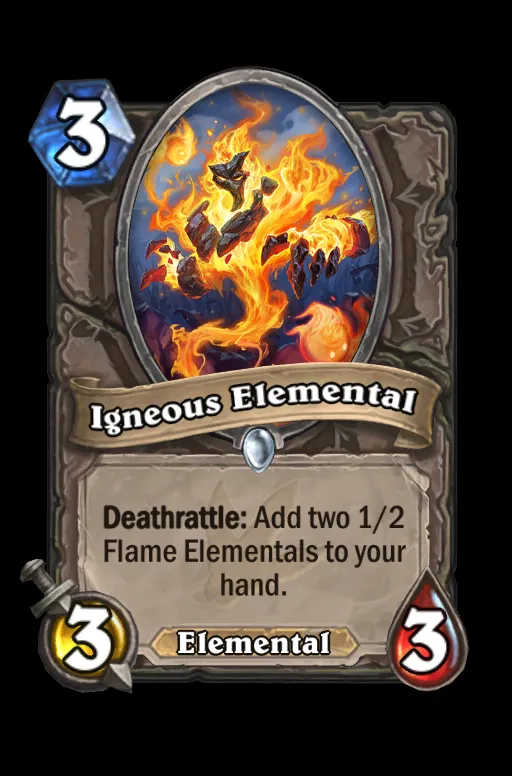 3
Igneous Elemental
Deathrattle: Add two 1/2
Flame Elementals to your
hand.
3
Elemental
3